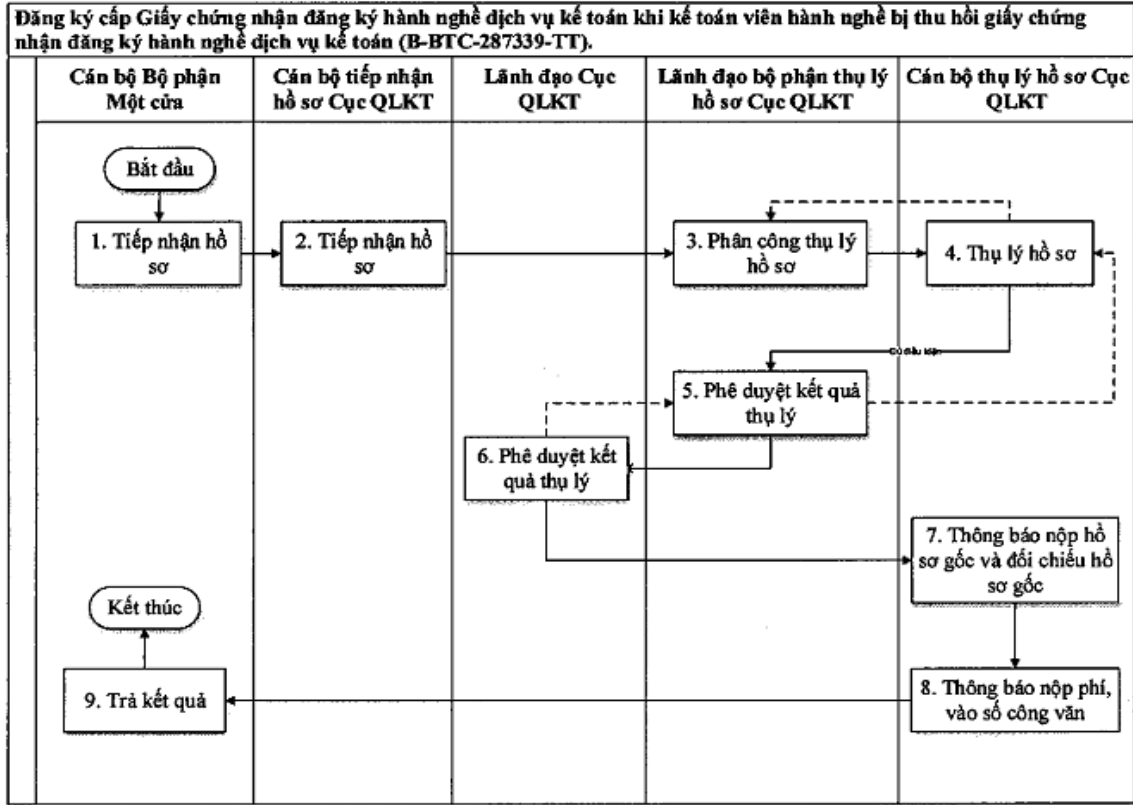 Đăng ký cấp Giấy chứng nhận đăng ký hành nghề dịch vụ kế toán khi kế toán viên hành nghề bị thu hồi giấy chứng
nhận đăng ký hành nghề dịch vụ kế toán (B-BTC-287339-TT).
Cán bộ Bộ phận
Một cửa
Cán bộ tiếp nhận
hồ sơ Cục QLKT
Lãnh đạo Cục
QLKT
Lãnh đạo bộ phận thụ lý
hồ sơ Cục QLKT
Cán bộ thụ lý hồ sơ Cục
QLKT
Bắt đầu
1. Tiếp nhận hồ
sơ
2. Tiếp nhận hồ
sơ
3. Phân công thụ lý
hồ sơ
4. Thụ lý hồ sơ
Đủ điều kiện
5. Phê duyệt kết quả
thụ lý
6. Phê duyệt kết
quả thụ lý
7. Thông báo nộp hồ
sơ gốc và đối chiếu hồ
sơ gốc
Kết thúc
9. Trả kết quả
8. Thông báo nộp phí,
vào số công văn